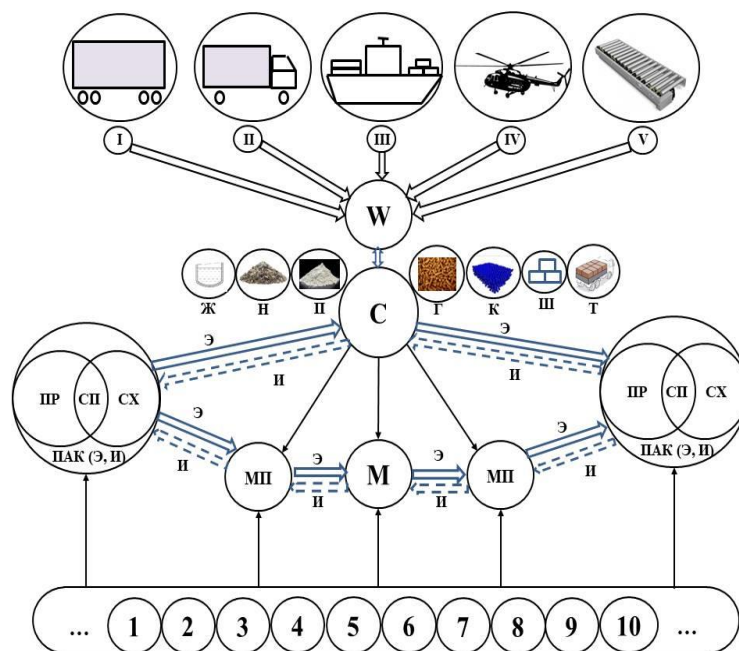 I II III IV V
W
Ж Н П Г К Ш Т
C
Э Э
И И
ПР СП СХ ПР СП СХ
Э Э
ПАК (Э, И) ПАК (Э, И)
И Э Э И
МП М МП
И И
... 1 2 3 4 5 6 7 8 9 10 ...